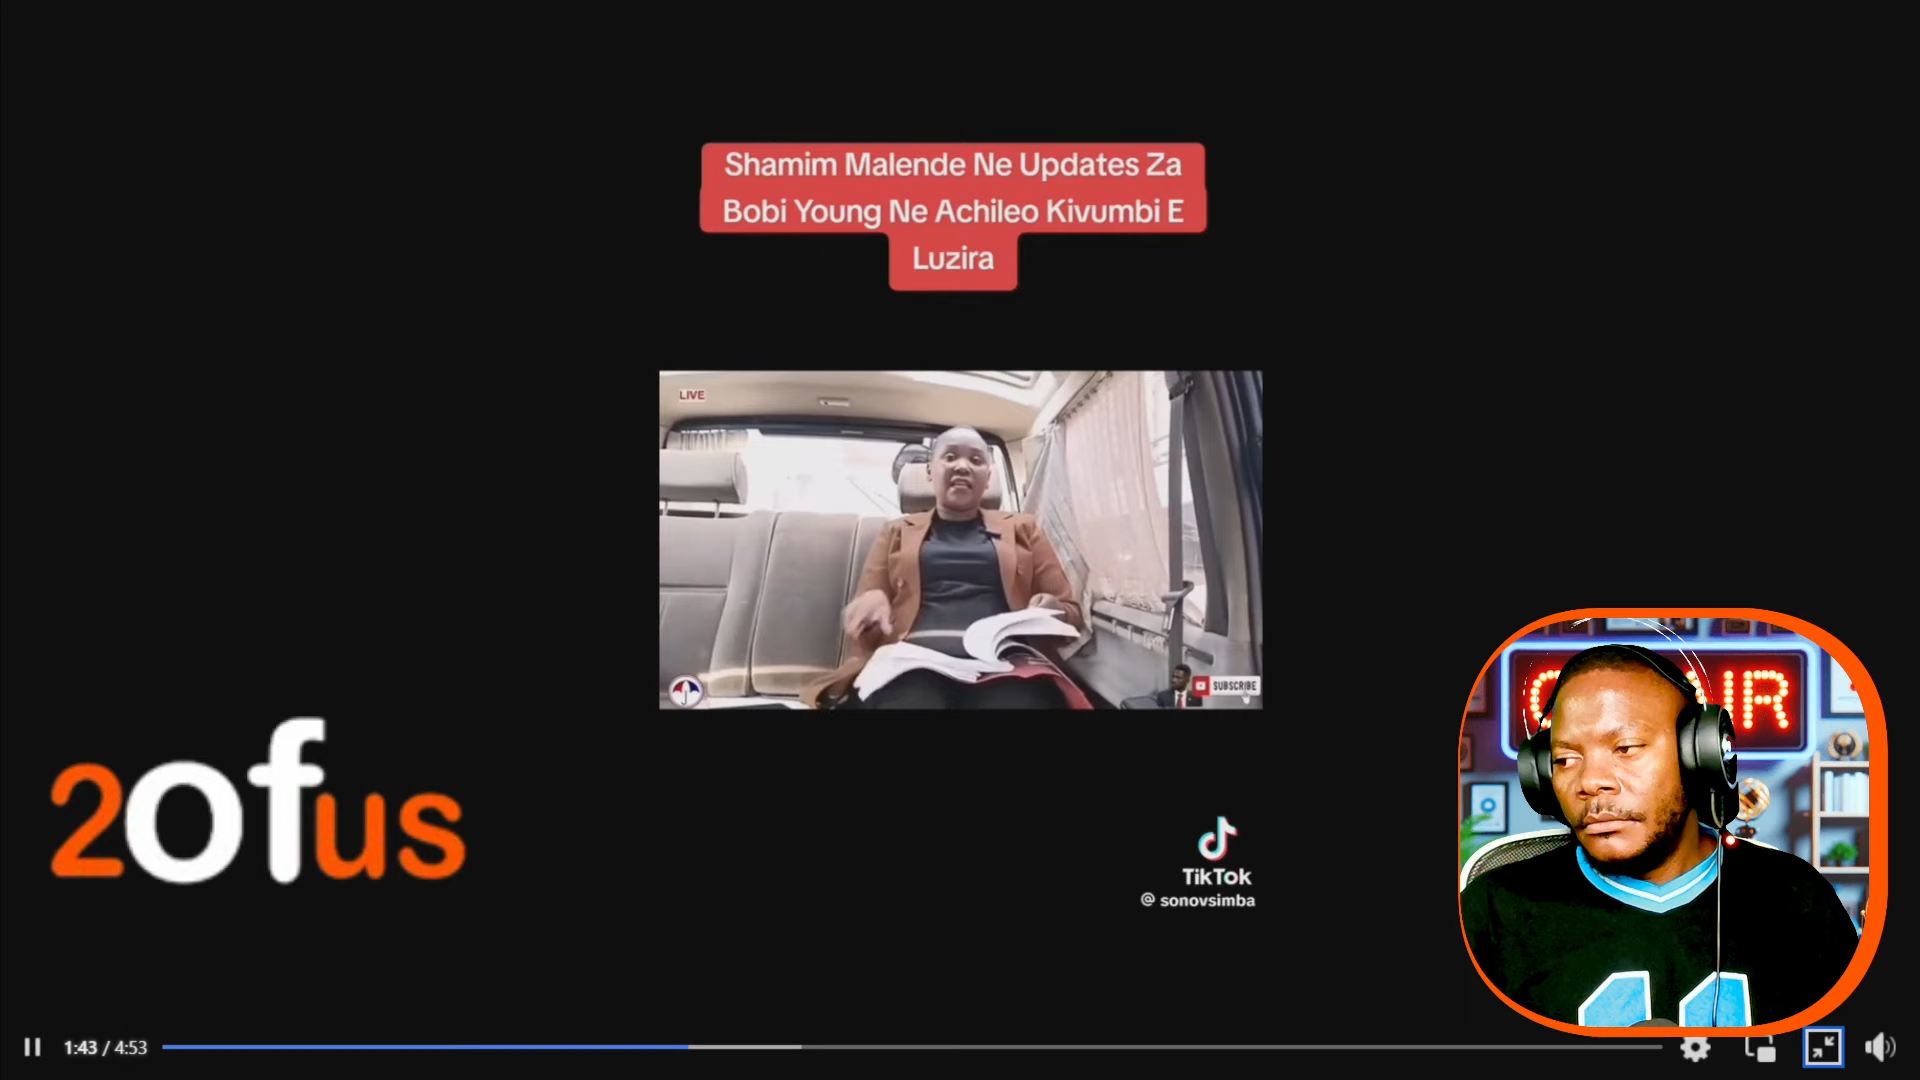 Shamim Malende Ne Updates Za
Bobi Young Ne Achileo Kivumbi E
Luzira
LIVE
SUBSCRIBE
2ofus
TikTok
@ sonovsimba
1:43 / 4:53